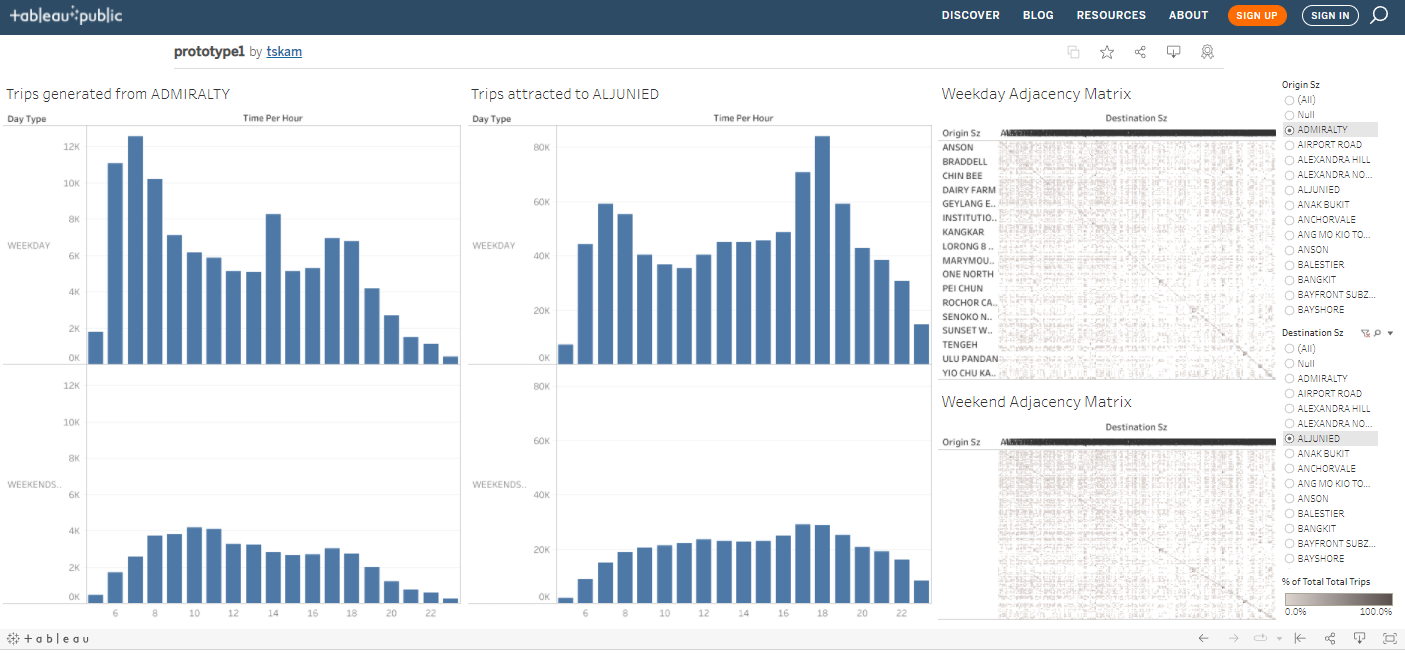 +ableau public
DISCOVER BLOG RESOURCES ABOUT SIGN UP SIGN IN
prototype1 by tskam
Trips generated from ADMIRALTY
Day Type Time Per Hour
12K
10K
8K
WEEKDAY
6K
4K
2K
0K
12K
10K
8K
WEEKENDS..
6K
4K
2K
0K
6 8 10 12 14 16 18 20 22
Trips attracted to ALJUNIED
Day Type Time Per Hour
80K
60K
WEEKDAY
40K
20K
0K
80K
60K
WEEKENDS..
40K
20K
0K
6 8 10 12 14 16 18 20 22
Weekday Adjacency Matrix
Destination Sz
Origin Sz
ANSON
BRADDELL
CHIN BEE
DAIRY FARM
GEYLANG E..
INSTITUTIO..
KANGKAR
LORONG 8 ..
MARYMOU..
ONE NORTH
PEI CHUN
ROCHOR CA..
SENOKO N..
SUNSET W..
TENGEH
ULU PANDAN
YIO CHU KA..
Weekend Adjacency Matrix
Destination Sz
Origin Sz
Origin Sz
(All)
Null
ADMIRALTY
AIRPORT ROAD
ALEXANDRA HILL
ALEXANDRA NO...
ALJUNIED
ANAK BUKIT
ANCHORVALE
ANG MO KIO TO...
ANSON
BALESTIER
BANGKIT
BAYFRONT SUBZ...
BAYSHORE
Destination Sz
(All)
Null
ADMIRALTY
AIRPORT ROAD
ALEXANDRA HILL
ALEXANDRA NO...
ALJUNIED
ANAK BUKIT
ANCHORVALE
ANG MO KIO TO...
ANSON
BALESTIER
BANGKIT
BAYFRONT SUBZ...
BAYSHORE
% of Total Total Trips
0.0% 100.0%
+ableau